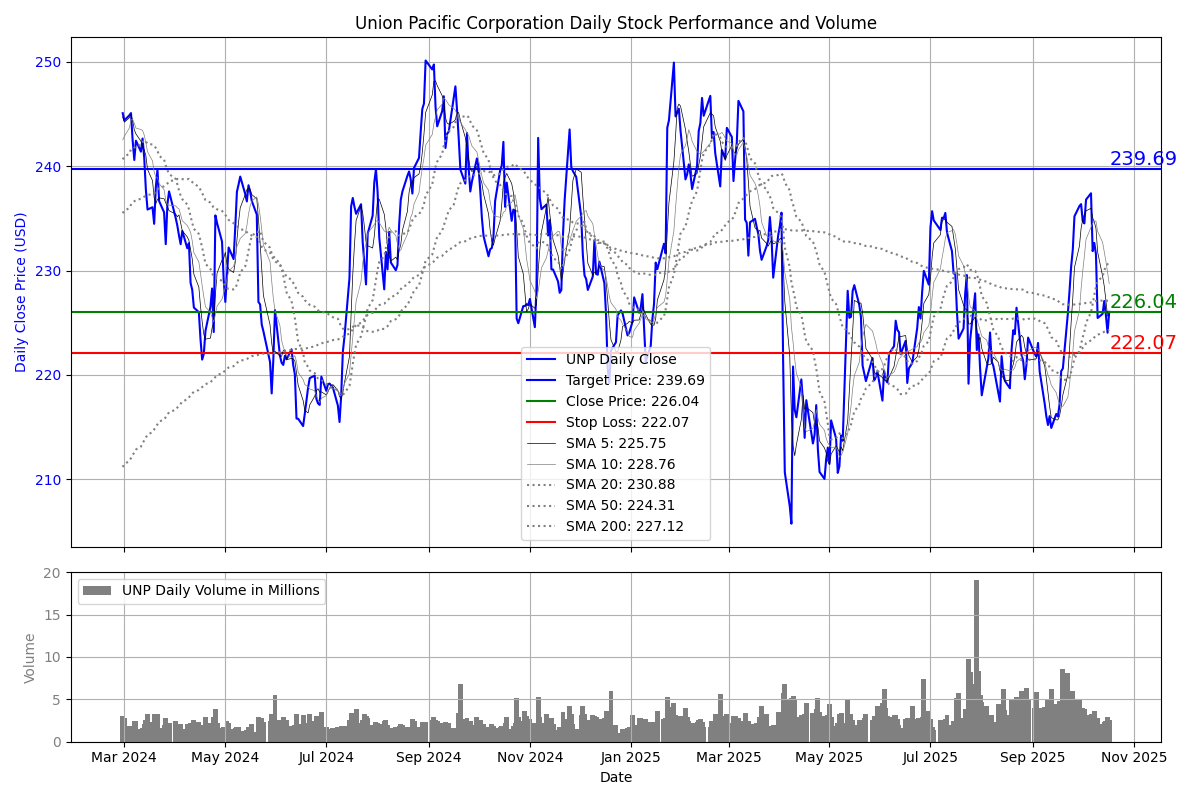 Union Pacific Corporation Daily Stock Performance and Volume
Daily Close Price (USD)
250
240
230
220
210
239.69
226.04
222.07
UNP Daily Close
Target Price: 239.69
Close Price: 226.04
Stop Loss: 222.07
SMA 5: 225.75
SMA 10: 228.76
SMA 20: 230.88
SMA 50: 224.31
SMA 200: 227.12
Volume
20
15
10
5
0
UNP Daily Volume in Millions
Mar 2024 May 2024 Jul 2024 Sep 2024 Nov 2024 Jan 2025 Mar 2025 May 2025 Jul 2025 Sep 2025 Nov 2025
Date